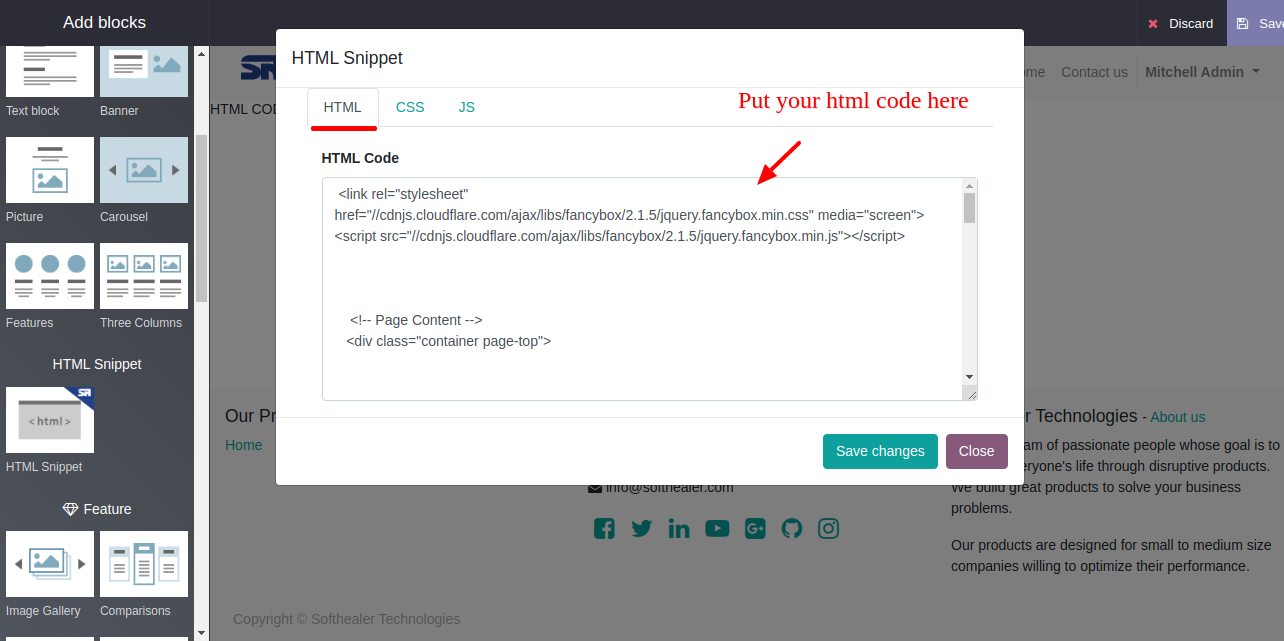 Add blocks
Discard
Save
Text block
Banner
Picture
Carousel
Features
Three Columns
HTML Snippet
SR
<html>
HTML Snippet
Feature
Image Gallery
Comparisons
Contact us
Mitchell Admin
HTML Snippet
HTML
CSS
JS
Put your html code here
HTML Code
<link rel="stylesheet"
href="//cdnjs.cloudflare.com/ajax/libs/fancybox/2.1.5/jquery.fancybox.min.css" media="screen">
<script src="//cdnjs.cloudflare.com/ajax/libs/fancybox/2.1.5/jquery.fancybox.min.js"></script>
<!-- Page Content -->
<div class="container page-top">
Save changes
Close
Our Pr
Home
info@softhealer.com
r Technologies - About us
am of passionate people whose goal is to
eryone's life through disruptive products.
We build great products to solve your business
problems.
Our products are designed for small to medium size
companies willing to optimize their performance.
Copyright © Softhealer Technologies